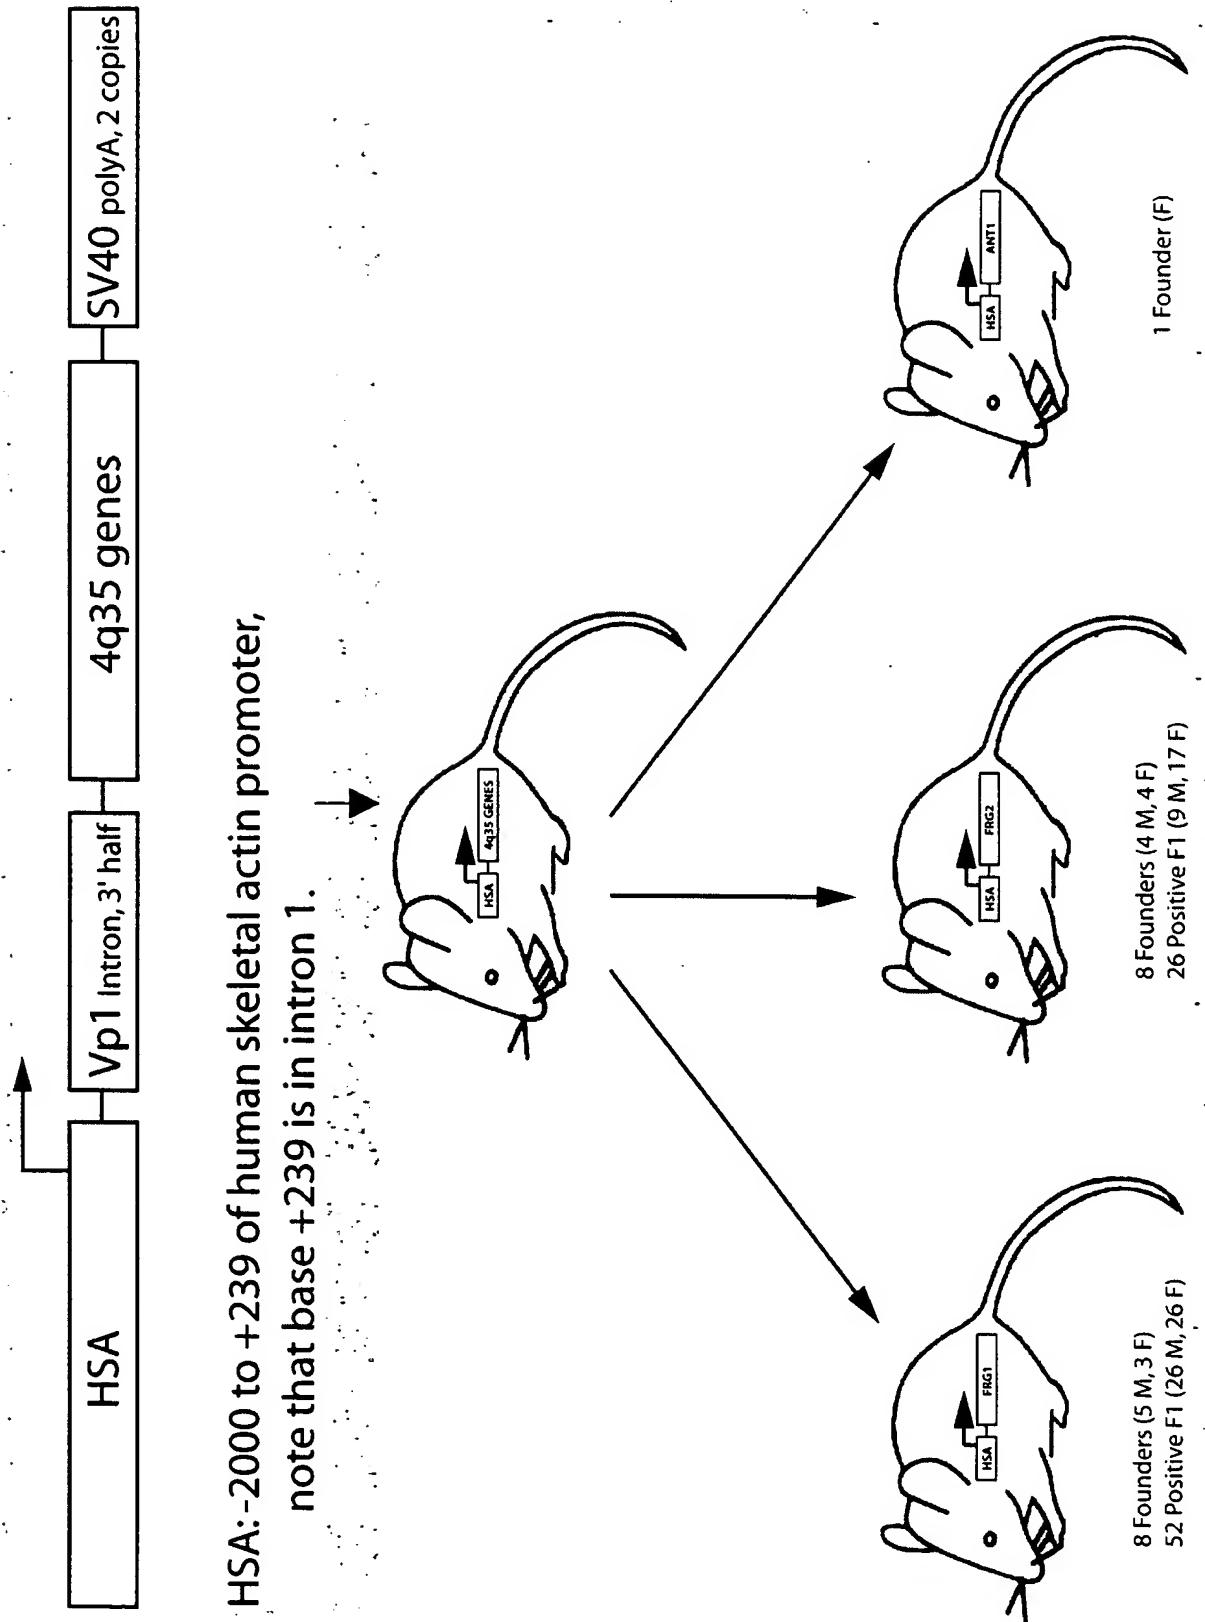 HSA
Vp1 Intron, 3' half
4q35 genes
SV40 polyA, 2 copies
HSA: -2000 to +239 of human skeletal actin promoter,
note that base +239 is in intron 1.
HSA
4q35 GENES
HSA
FRG1
8 Founders (5 M, 3 F)
52 Positive F1 (26 M, 26 F)
HSA
FRG2
8 Founders (4 M, 4 F)
26 Positive F1 (9 M, 17 F)
HSA
ANT1
1 Founder (F)